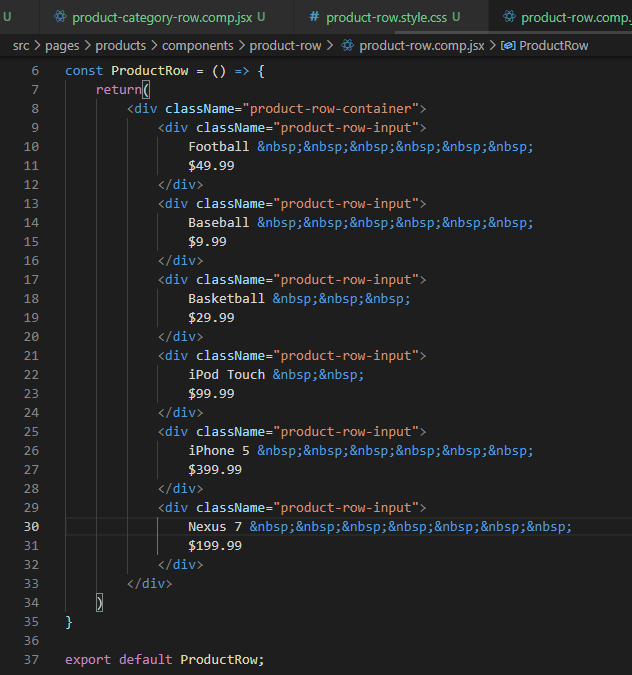 U product-category-row.comp.jsx U # product-row.style.css U product-row.comp.j
src > pages > products > components > product-row > product-row.comp.jsx > ProductRow
6 const ProductRow = () => {
7 return(
8 <div className="product-row-container">
9 <div className="product-row-input">
10 Football &nbsp;&nbsp;&nbsp;&nbsp;&nbsp;&nbsp;
11 $49.99
12 </div>
13 <div className="product-row-input">
14 Baseball &nbsp;&nbsp;&nbsp;&nbsp;&nbsp;&nbsp;
15 $9.99
16 </div>
17 <div className="product-row-input">
18 Basketball &nbsp;&nbsp;&nbsp;
19 $29.99
20 </div>
21 <div className="product-row-input">
22 iPod Touch &nbsp;&nbsp;
23 $99.99
24 </div>
25 <div className="product-row-input">
26 iPhone 5 &nbsp;&nbsp;&nbsp;&nbsp;&nbsp;&nbsp;
27 $399.99
28 </div>
29 <div className="product-row-input">
30 Nexus 7 &nbsp;&nbsp;&nbsp;&nbsp;&nbsp;&nbsp;&nbsp;
31 $199.99
32 </div>
33 </div>
34 )
35 }
36
37 export default ProductRow;